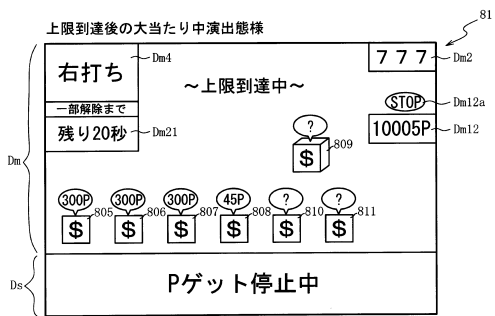 上限到達後の大当たり中演出態様
81
右打ち
Dm4
777
Dm2
～上限到達中～
一部解除まで
STOP
Dm12a
残り20秒
Dm21
10005P
Dm12
?
$
809
Dm
300P
300P
300P
45P
?
?
$
805
$
806
$
807
$
808
$
810
$
811
Ds
Pゲット停止中